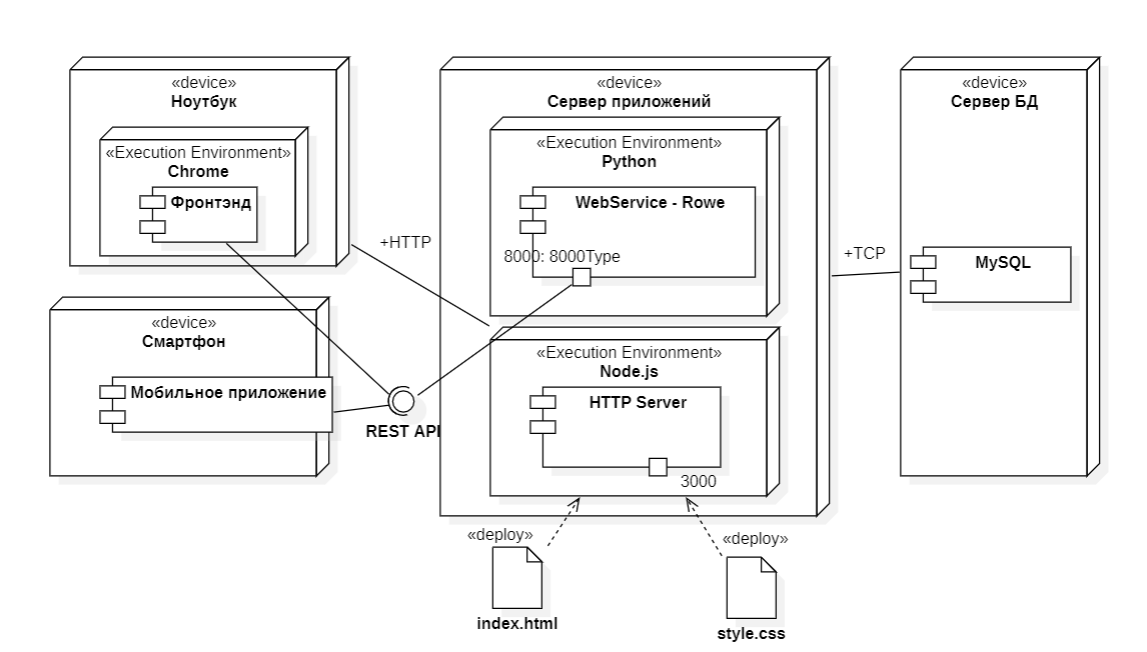 «device»
Ноутбук
«Execution Environment»
Chrome
Фронтэнд
«device»
Смартфон
Мобильное приложение
+HTTP
REST API
«device»
Сервер приложений
«Execution Environment»
Python
WebService - Rowe
8000: 8000Type
«Execution Environment»
Node.js
HTTP Server
3000
«deploy»
index.html
«deploy»
style.css
+TCP
«device»
Сервер БД
MySQL